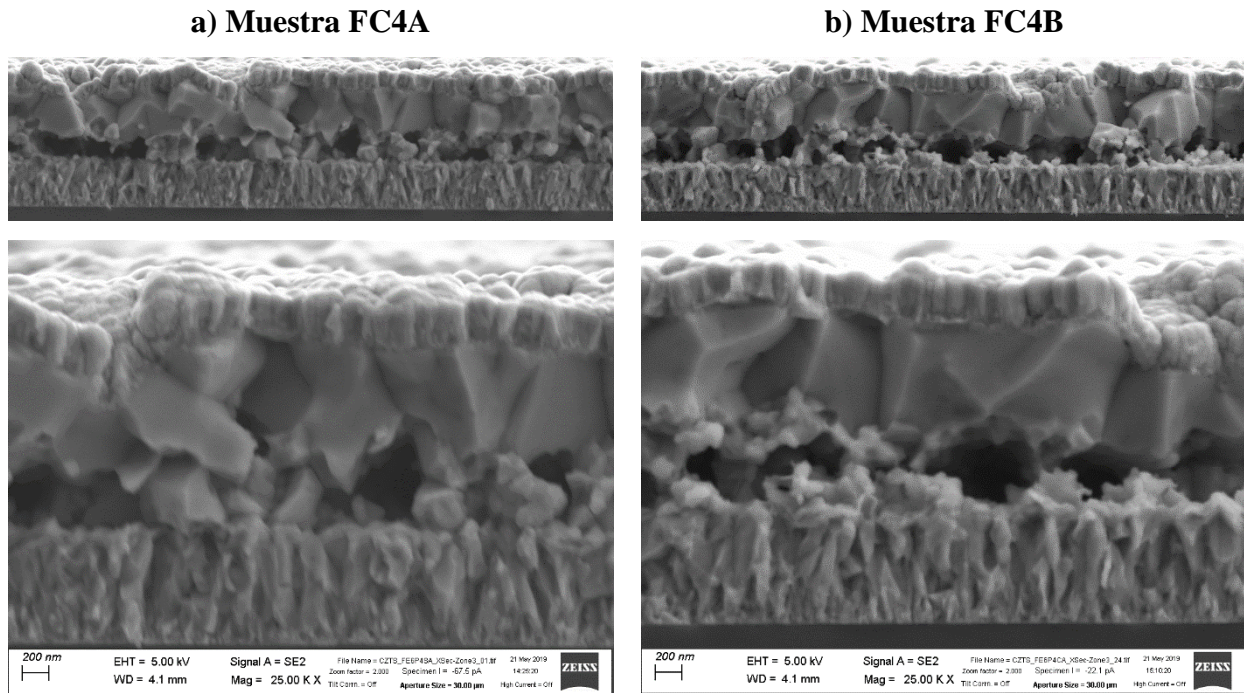 a) Muestra FC4A
b) Muestra FC4B
200 nm
EHT = 5.00 kV
WD = 4.1 mm
Signal A = SE2
Mag = 25.00 K X
File Name = CZTS_FE6P4BA_XSec-Zone3_01.tif
Zoom factor = 2.000
Specimen I = -67.5 pA
Tilt Corrn. = Off
Aperture Size = 30.00 µm
21 May 2019
14:26:20
High Current = Off
ZEISS
200 nm
EHT = 5.00 kV
WD = 4.1 mm
Signal A = SE2
Mag = 25.00 K X
File Name = CZTS_FE6P4CA_XSec-Zone3_24.tif
Zoom factor = 2.000
Specimen I = -22.1 pA
Tilt Corrn. = Off
Aperture Size = 30.00 µm
21 May 2019
15:10:20
High Current = Off
ZEISS